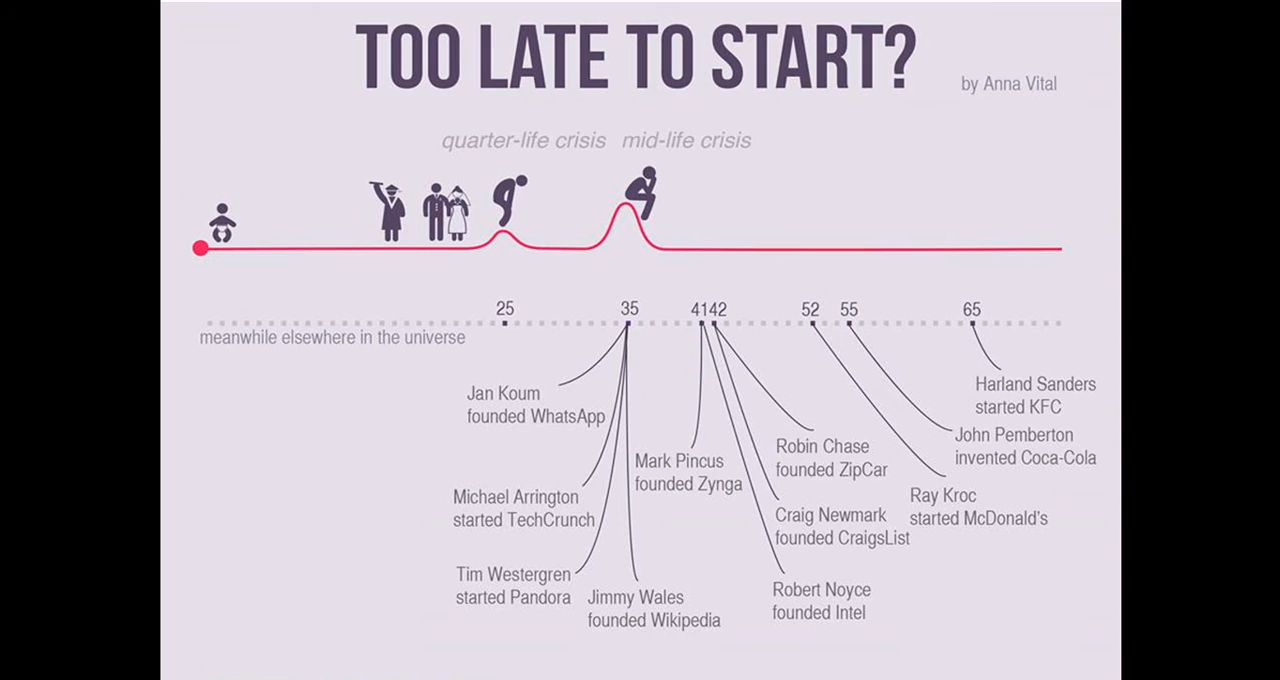 TOO LATE TO START?
by Anna Vital
quarter-life crisis
mid-life crisis
25
35
41
42
52
55
65
meanwhile elsewhere in the universe
Jan Koum
founded WhatsApp
Michael Arrington
started TechCrunch
Tim Westergren
started Pandora
Jimmy Wales
founded Wikipedia
Mark Pincus
founded Zynga
Robin Chase
founded ZipCar
Craig Newmark
founded CraigsList
Robert Noyce
founded Intel
Ray Kroc
started McDonald's
John Pemberton
invented Coca-Cola
Harland Sanders
started KFC